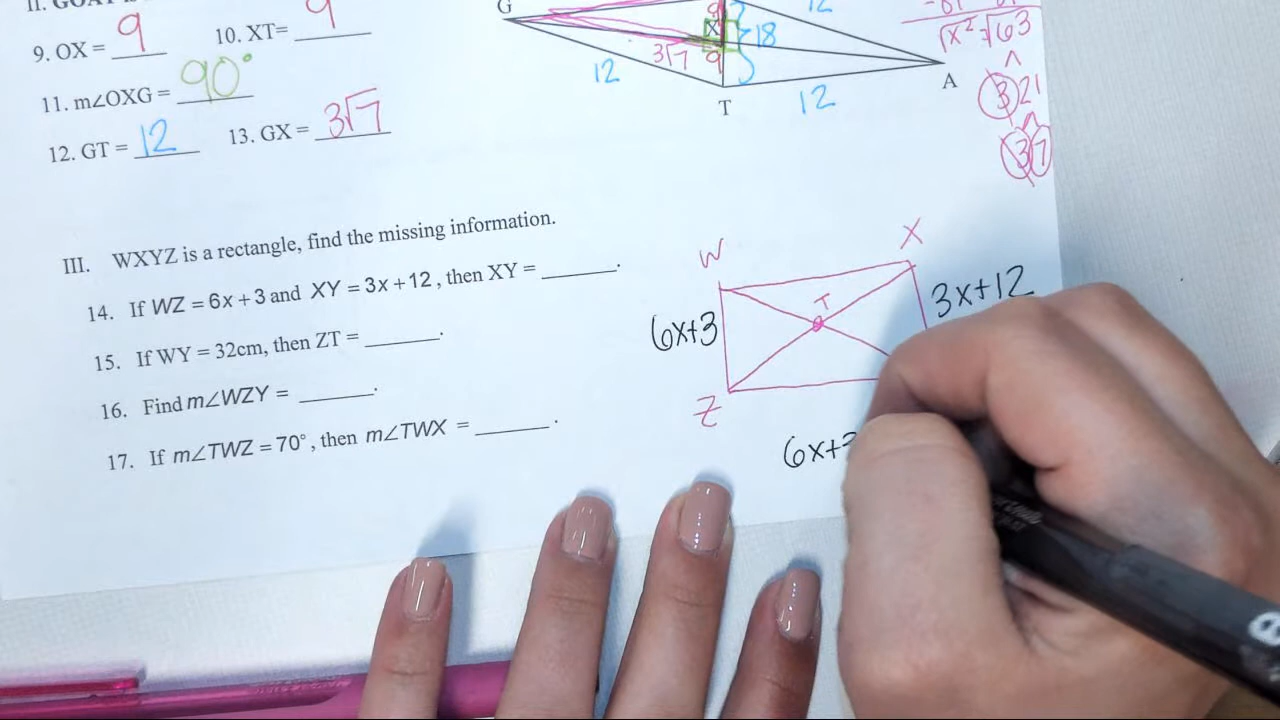 G
12
9. OX = 9
10. XT= 9
X
9
18
√x² = √63
3√7
9
11. m∠OXG = 90°
12
A
3 21
T
12
12. GT = 12
13. GX = 3√7
3 7
III. WXYZ is a rectangle, find the missing information.
14. If WZ = 6x + 3 and XY = 3x + 12, then XY = ______.
15. If WY = 32cm, then ZT = ______.
16. Find m∠WZY = ______.
17. If m∠TWZ = 70°, then m∠TWX = ______.
W
X
T
6x+3
3x+12
Z
6x+